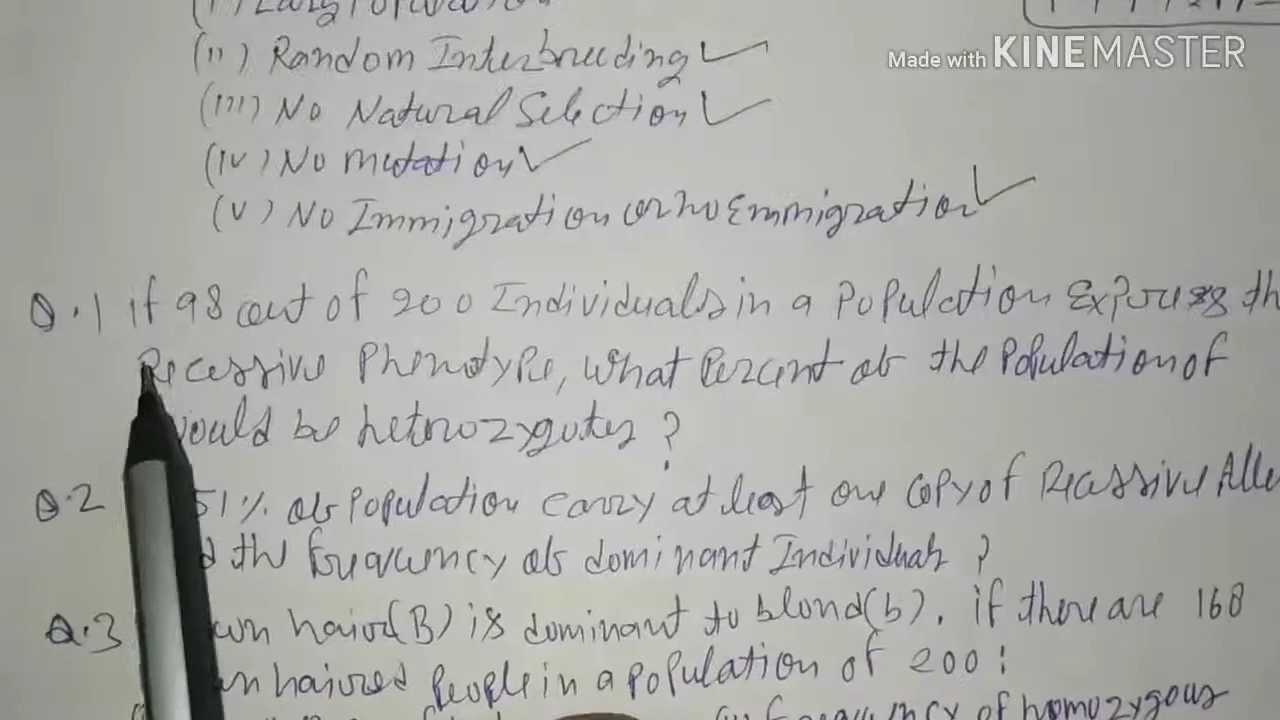 Made with KINEMASTER
(ii) Random Interbreeding
(iii) No Natural Selection
(iv) No mutation
(v) No Immigration or no Emmigration
Q.1 if 98 out of 200 Individuals in a Population Express th
Recessive Phenotype, what Percent of the Population of
would be hetrozygotes ?
Q.2 51% of Population carry at least one copy of Recessive Alle
the frequency of dominant Individuals ?
Q.3 hair(B) is dominant to blond(b). if there are 168
haired People in a Population of 200 :
frequency of homozygous